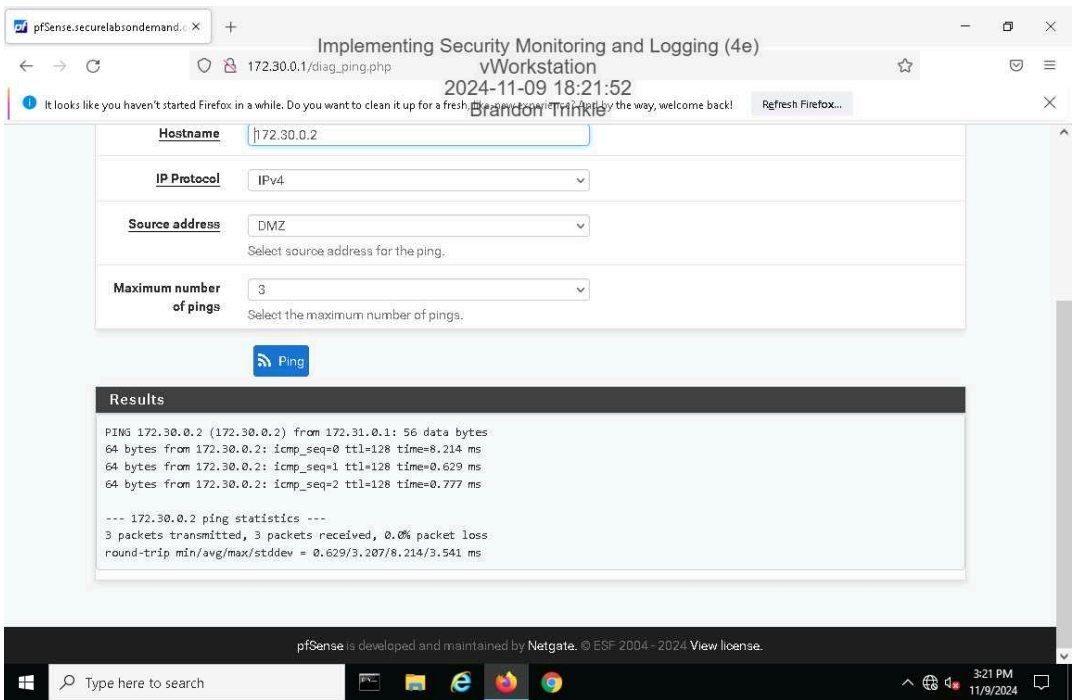 pfSense.securelabsondemand.c
Implementing Security Monitoring and Logging (4e)
172.30.0.1/diag_ping.php
vWorkstation
2024-11-09 18:21:52
It looks like you haven't started Firefox in a while. Do you want to clean it up for a fresh, like-new experience? And by the way, welcome back!
Refresh Firefox...
Brandon Trinkle
Hostname
172.30.0.2
IP Protocol
IPv4
Source address
DMZ
Select source address for the ping.
Maximum number
of pings
3
Select the maximum number of pings.
Ping
Results
PING 172.30.0.2 (172.30.0.2) from 172.31.0.1: 56 data bytes
64 bytes from 172.30.0.2: icmp_seq=0 ttl=128 time=8.214 ms
64 bytes from 172.30.0.2: icmp_seq=1 ttl=128 time=0.629 ms
64 bytes from 172.30.0.2: icmp_seq=2 ttl=128 time=0.777 ms
--- 172.30.0.2 ping statistics ---
3 packets transmitted, 3 packets received, 0.0% packet loss
round-trip min/avg/max/stddev = 0.629/3.207/8.214/3.541 ms
pfSense is developed and maintained by Netgate. © ESF 2004 - 2024 View license.
Type here to search
3:21 PM
11/9/2024